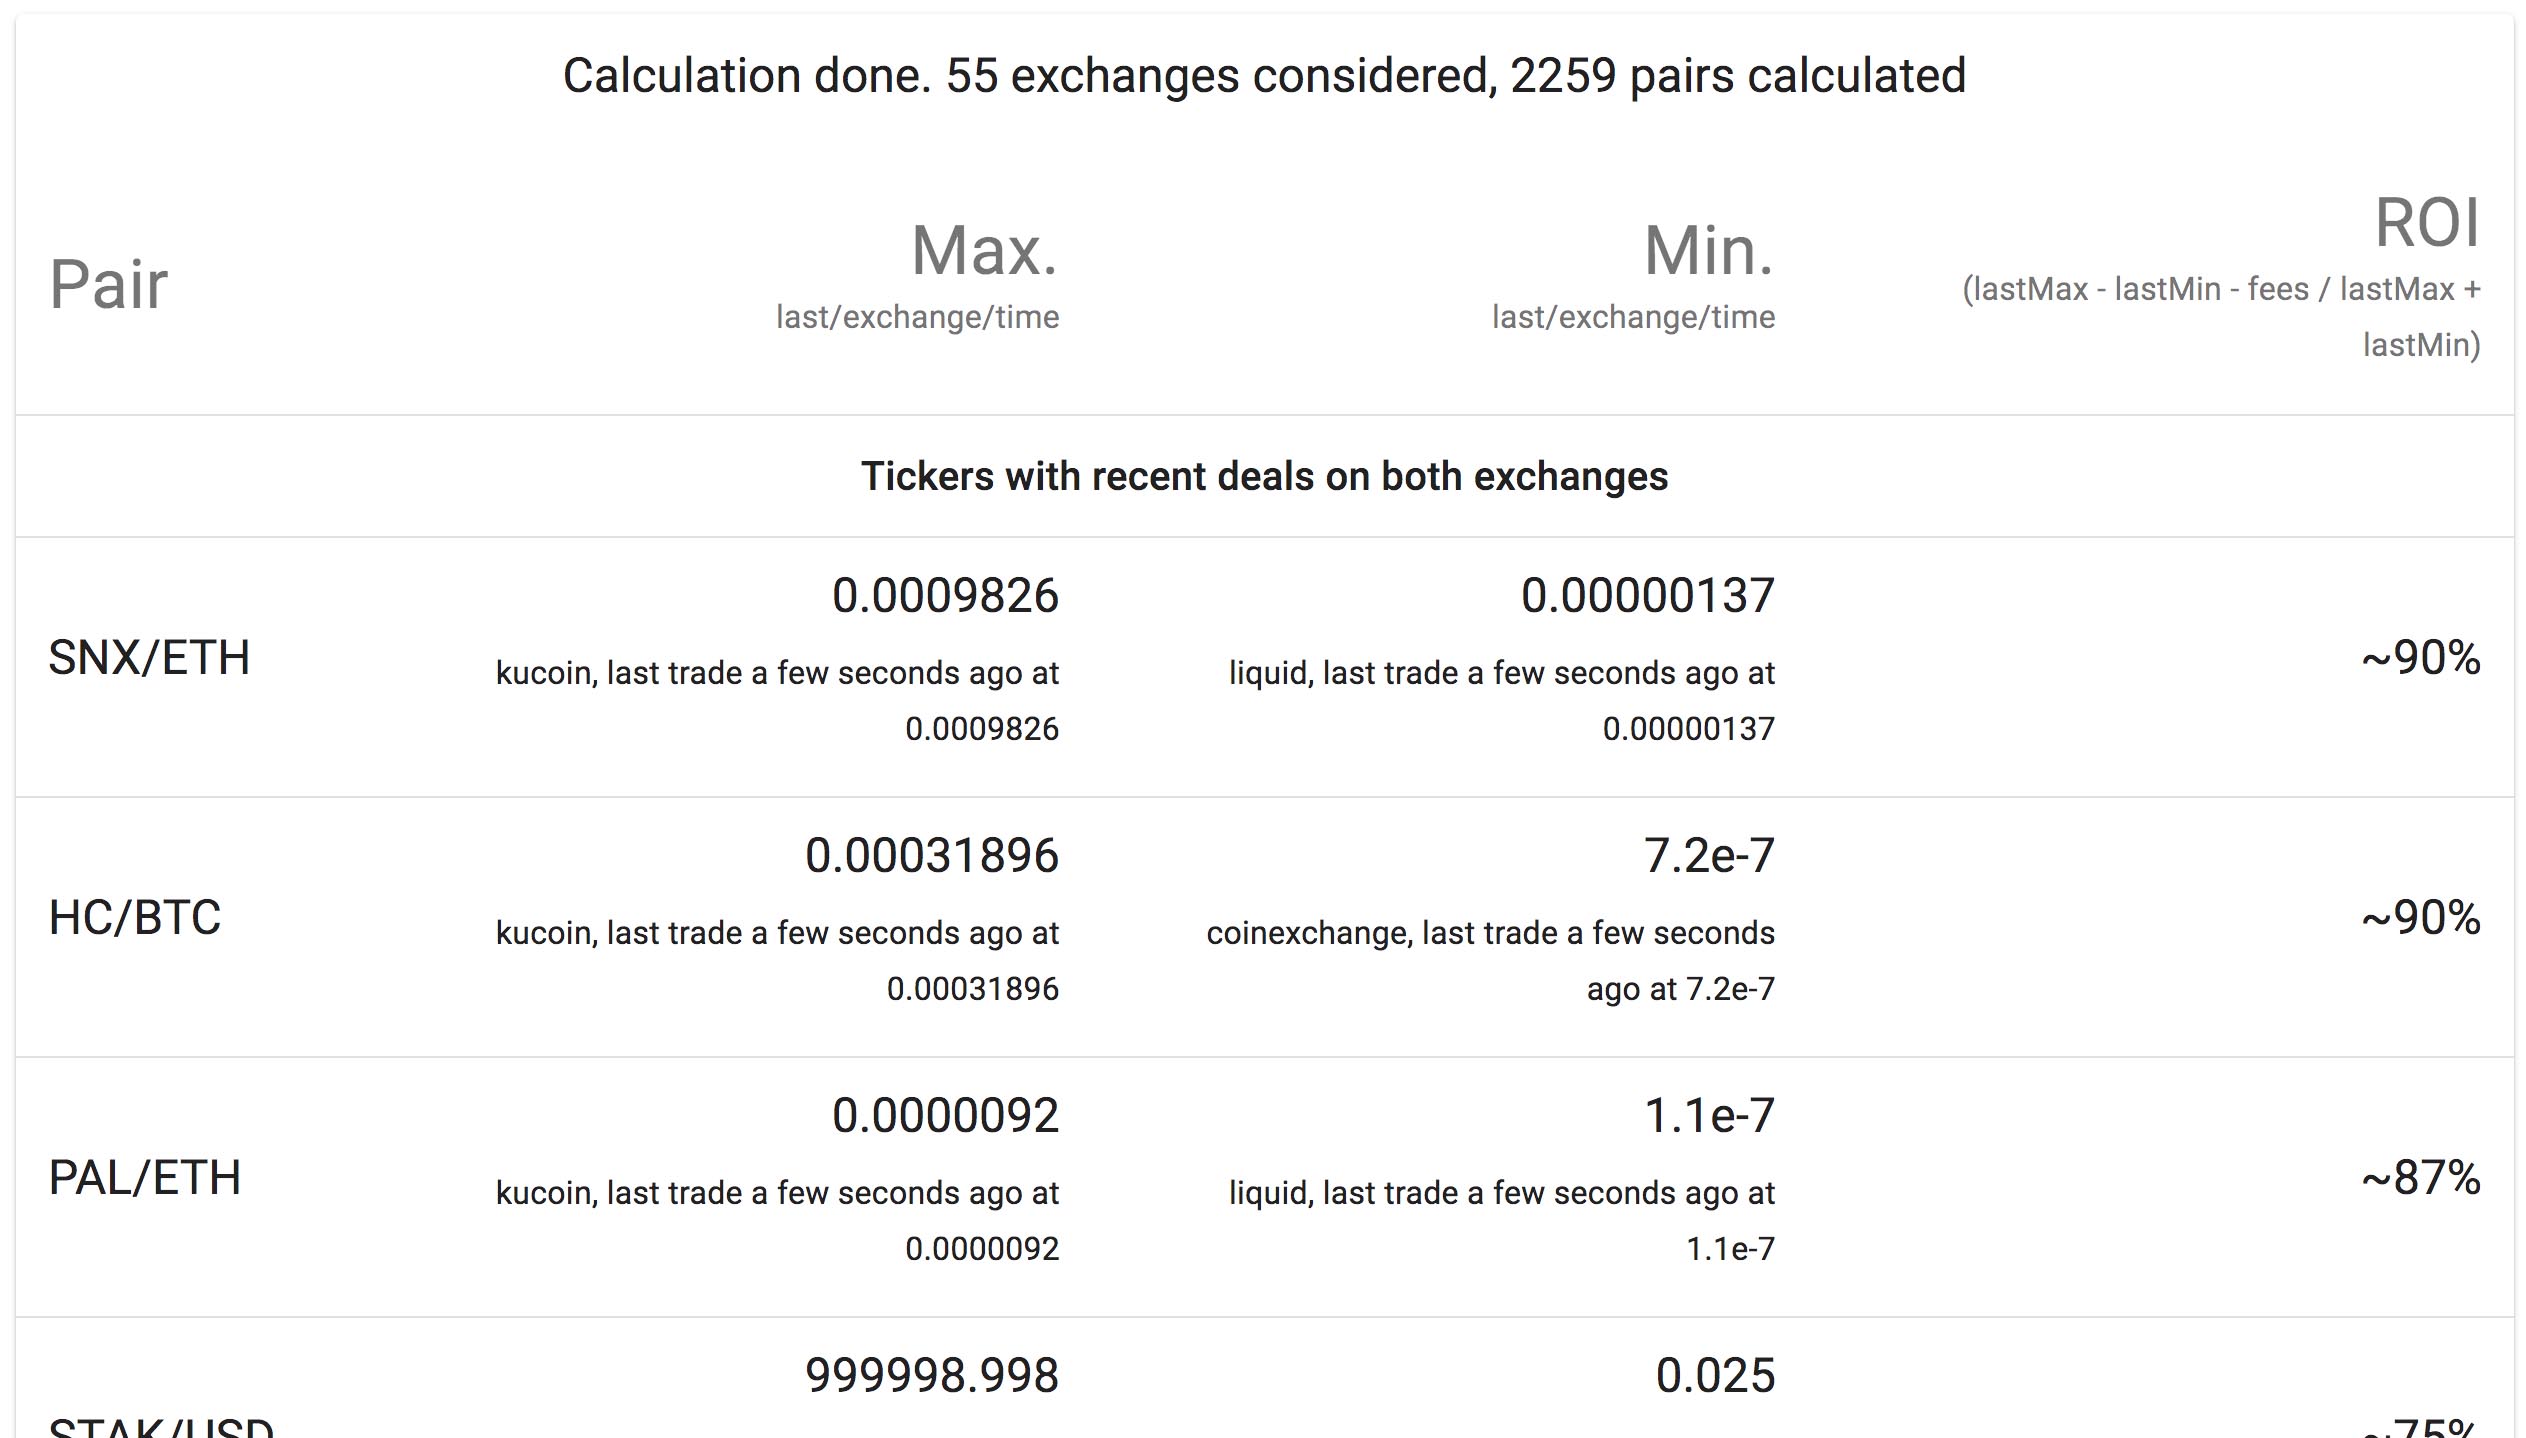 Calculation done. 55 exchanges considered, 2259 pairs calculated
Pair
Max.
last/exchange/time
Min.
last/exchange/time
ROI
(lastMax - lastMin - fees / lastMax +
lastMin)
Tickers with recent deals on both exchanges
SNX/ETH
0.0009826
kucoin, last trade a few seconds ago at
0.0009826
0.00000137
liquid, last trade a few seconds ago at
0.00000137
~90%
HC/BTC
0.00031896
kucoin, last trade a few seconds ago at
0.00031896
7.2e-7
coinexchange, last trade a few seconds
ago at 7.2e-7
~90%
PAL/ETH
0.0000092
kucoin, last trade a few seconds ago at
0.0000092
1.1e-7
liquid, last trade a few seconds ago at
1.1e-7
~87%
STAK/USD
999998.998
0.025
~75%